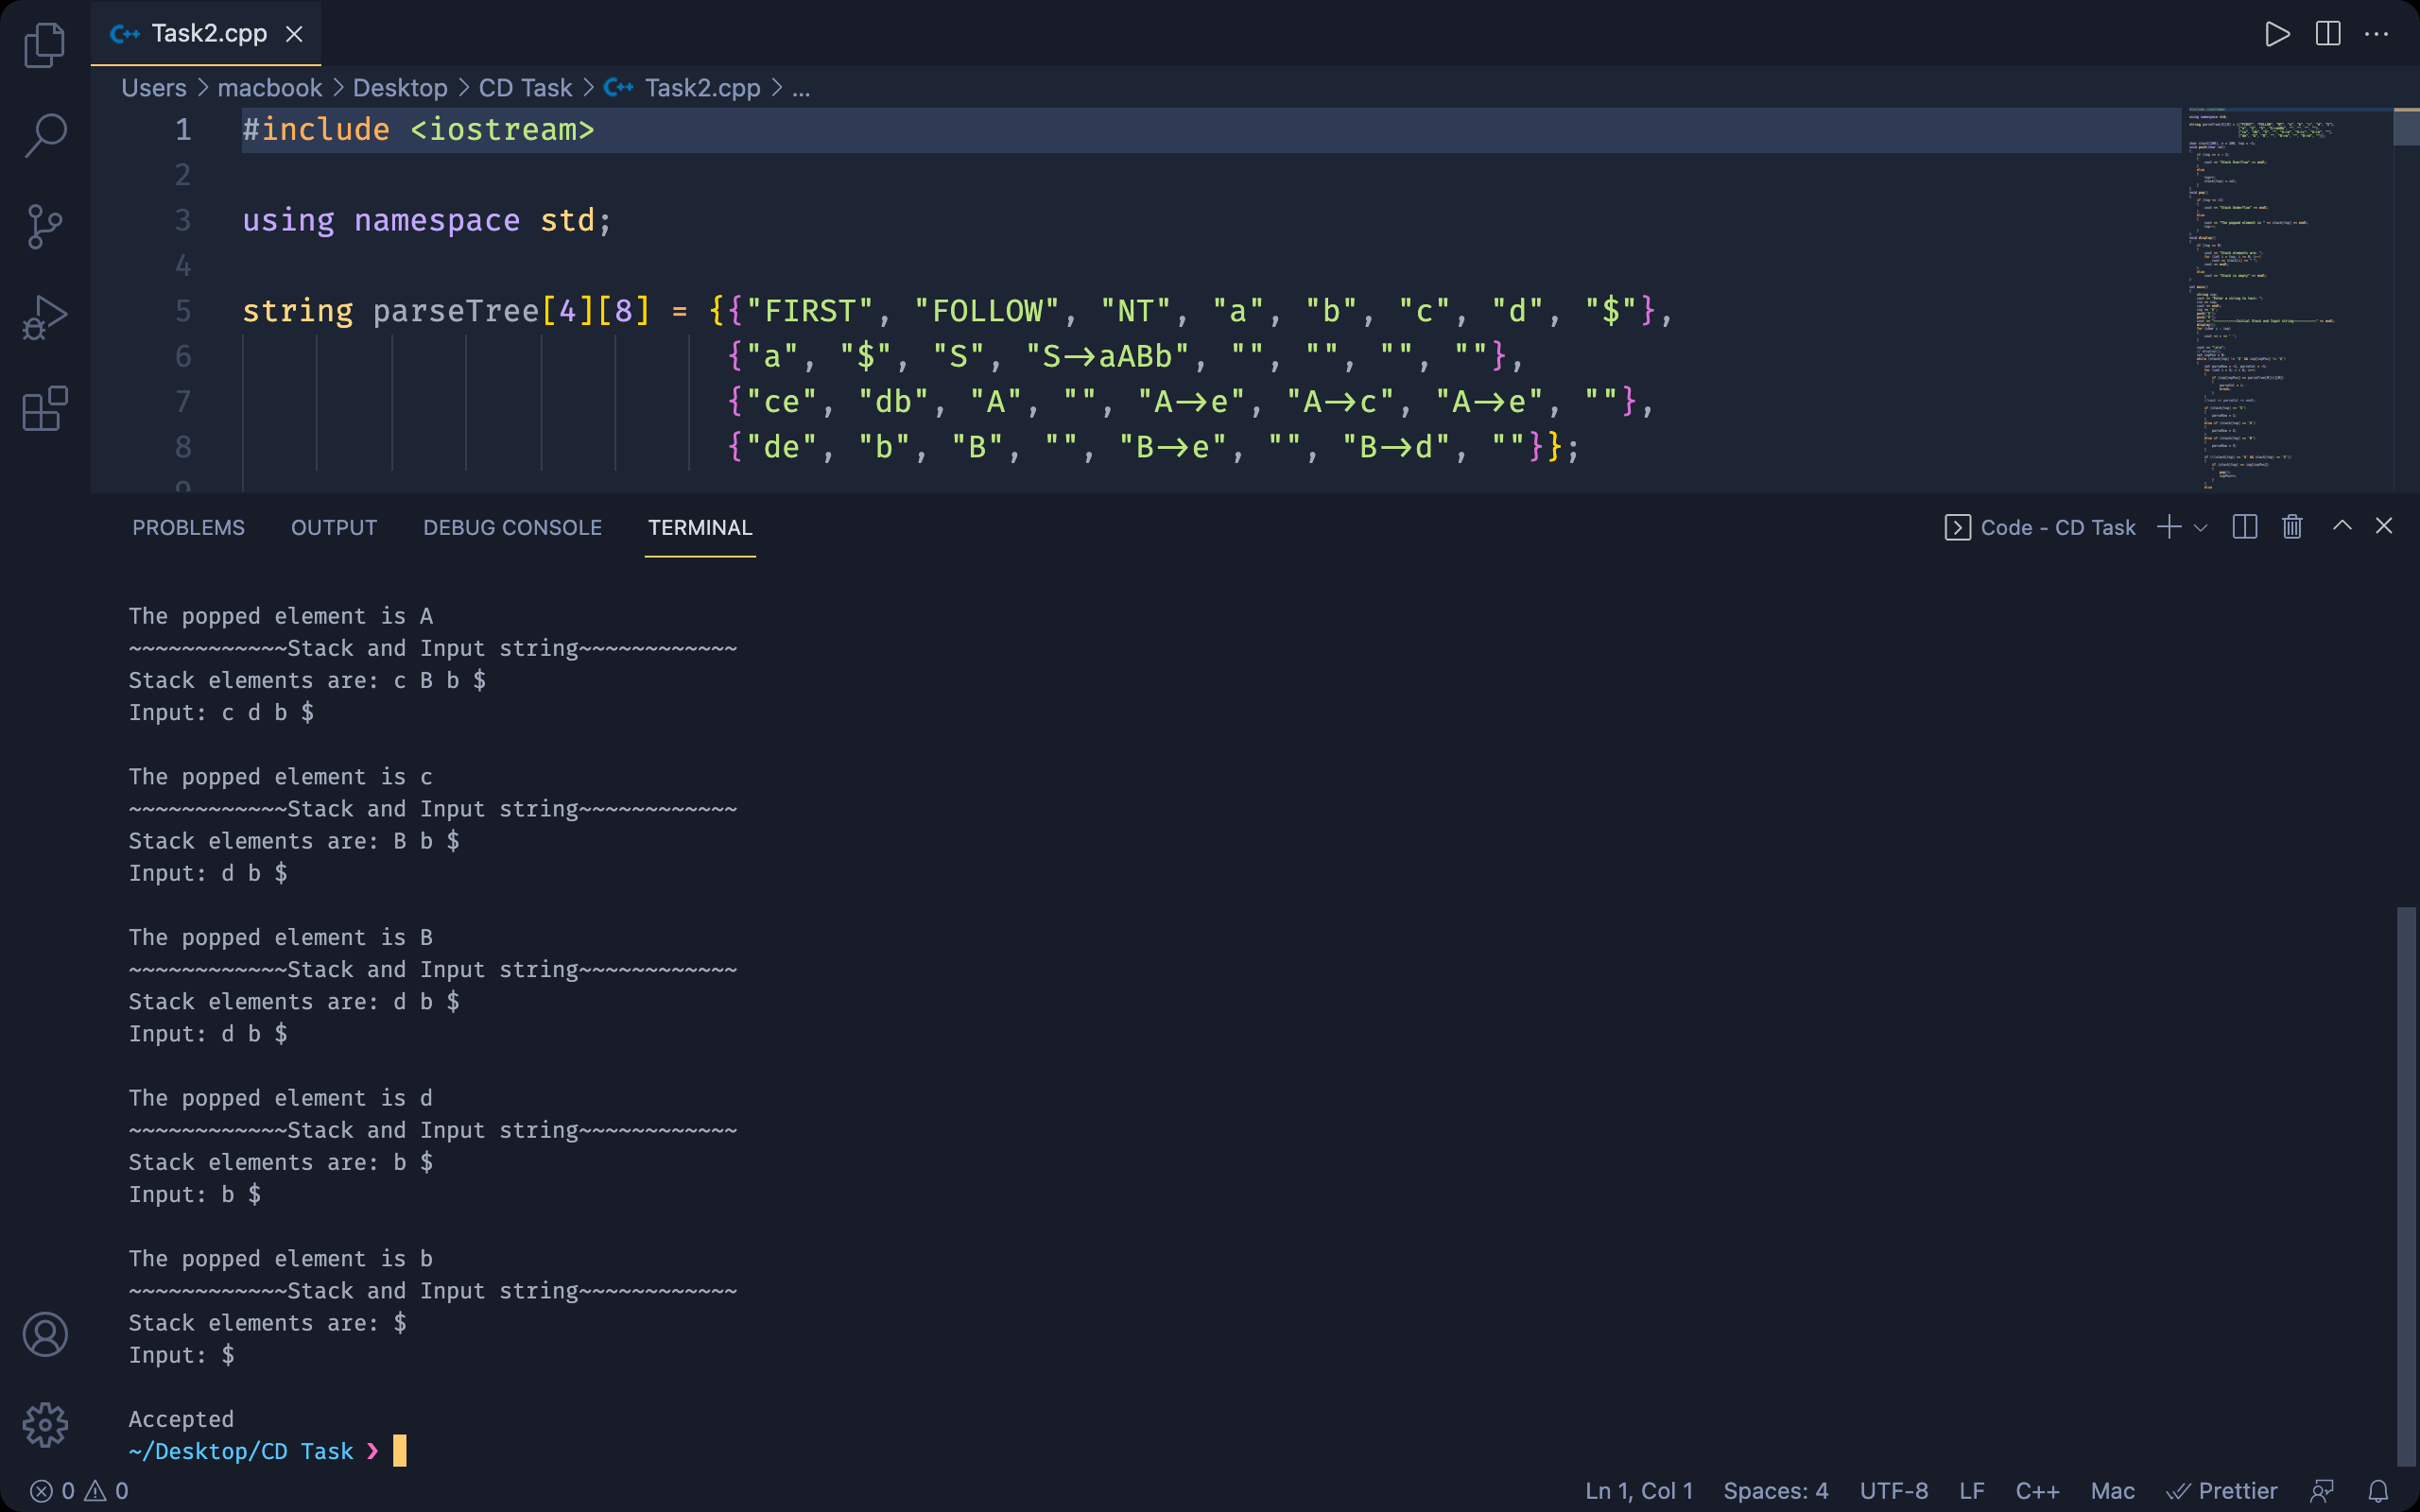 Task2.cpp
Users > macbook > Desktop > CD Task > Task2.cpp > ...
1 #include <iostream>
2
3 using namespace std;
4
5 string parseTree[4][8] = {{"FIRST", "FOLLOW", "NT", "a", "b", "c", "d", "$"},
6 {"a", "$", "S", "S->aABb", "", "", "", ""},
7 {"ce", "db", "A", "", "A->e", "A->c", "A->e", ""},
8 {"de", "b", "B", "", "B->e", "", "B->d", ""}};
9
PROBLEMS OUTPUT DEBUG CONSOLE TERMINAL Code - CD Task
The popped element is A
~~~~~~~~~~~~Stack and Input string~~~~~~~~~~~~
Stack elements are: c B b $
Input: c d b $
The popped element is c
~~~~~~~~~~~~Stack and Input string~~~~~~~~~~~~
Stack elements are: B b $
Input: d b $
The popped element is B
~~~~~~~~~~~~Stack and Input string~~~~~~~~~~~~
Stack elements are: d b $
Input: d b $
The popped element is d
~~~~~~~~~~~~Stack and Input string~~~~~~~~~~~~
Stack elements are: b $
Input: b $
The popped element is b
~~~~~~~~~~~~Stack and Input string~~~~~~~~~~~~
Stack elements are: $
Input: $
Accepted
~/Desktop/CD Task ❯
0 0 Ln 1, Col 1 Spaces: 4 UTF-8 LF C++ Mac Prettier